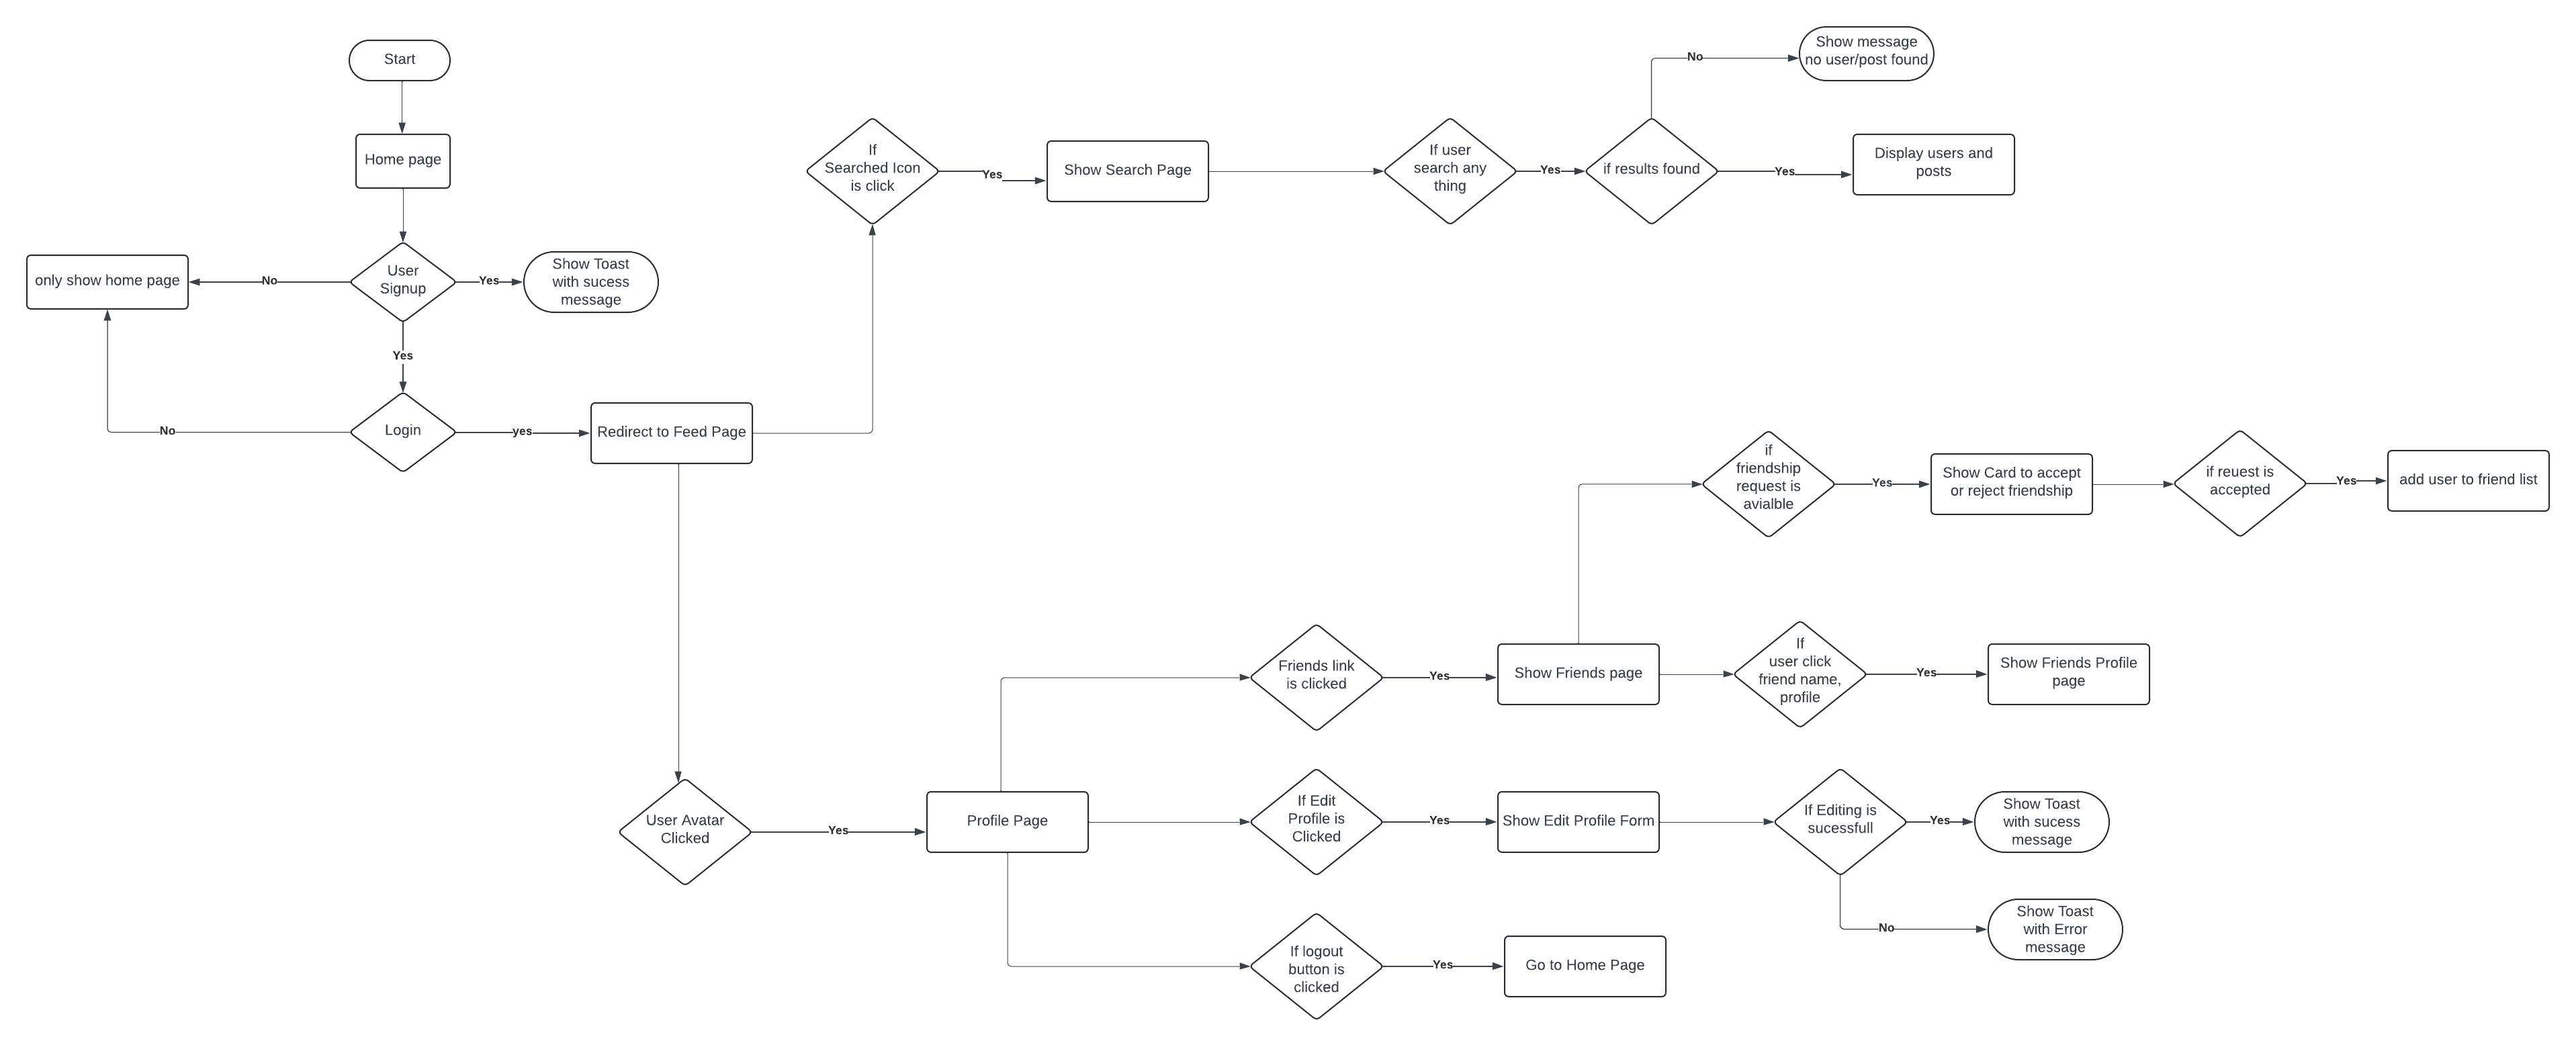 Start
Home page
User
Signup
No
only show home page
Yes
Show Toast
with sucess
message
Yes
Login
No
yes
Redirect to Feed Page
If
Searched Icon
is click
Yes
Show Search Page
If user
search any
thing
Yes
if results found
No
Show message
no user/post found
Yes
Display users and
posts
User Avatar
Clicked
Yes
Profile Page
Friends link
is clicked
Yes
Show Friends page
if
friendship
request is
avialble
Yes
Show Card to accept
or reject friendship
if reuest is
accepted
Yes
add user to friend list
If
user click
friend name,
profile
Yes
Show Friends Profile
page
If Edit
Profile is
Clicked
Yes
Show Edit Profile Form
If Editing is
sucessfull
Yes
Show Toast
with sucess
message
No
Show Toast
with Error
message
If logout
button is
clicked
Yes
Go to Home Page